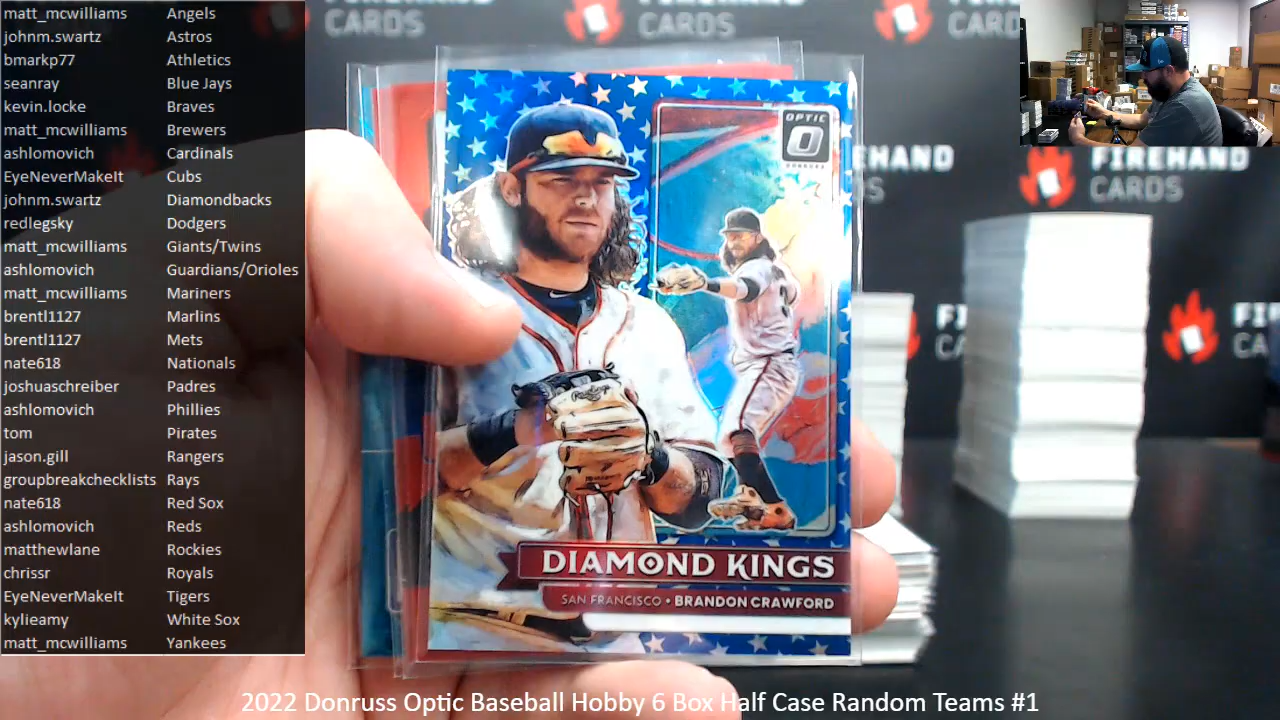 matt_mcwilliams Angels
johnm.swartz Astros
bmarkp77 Athletics
seanray Blue Jays
kevin.locke Braves
matt_mcwilliams Brewers
ashlomovich Cardinals
EyeNeverMakeIt Cubs
johnm.swartz Diamondbacks
redlegsky Dodgers
matt_mcwilliams Giants/Twins
ashlomovich Guardians/Orioles
matt_mcwilliams Mariners
brentl1127 Marlins
brentl1127 Mets
nate618 Nationals
joshuaschreiber Padres
ashlomovich Phillies
tom Pirates
jason.gill Rangers
groupbreakchecklists Rays
nate618 Red Sox
ashlomovich Reds
matthewlane Rockies
chrissr Royals
EyeNeverMakeIt Tigers
kylieamy White Sox
matt_mcwilliams Yankees
CARDS
CARDS
OPTIC
O
DONRUSS
DIAMOND KINGS
SAN FRANCISCO • BRANDON CRAWFORD
FIREHAND
CARDS
2022 Donruss Optic Baseball Hobby 6 Box Half Case Random Teams #1